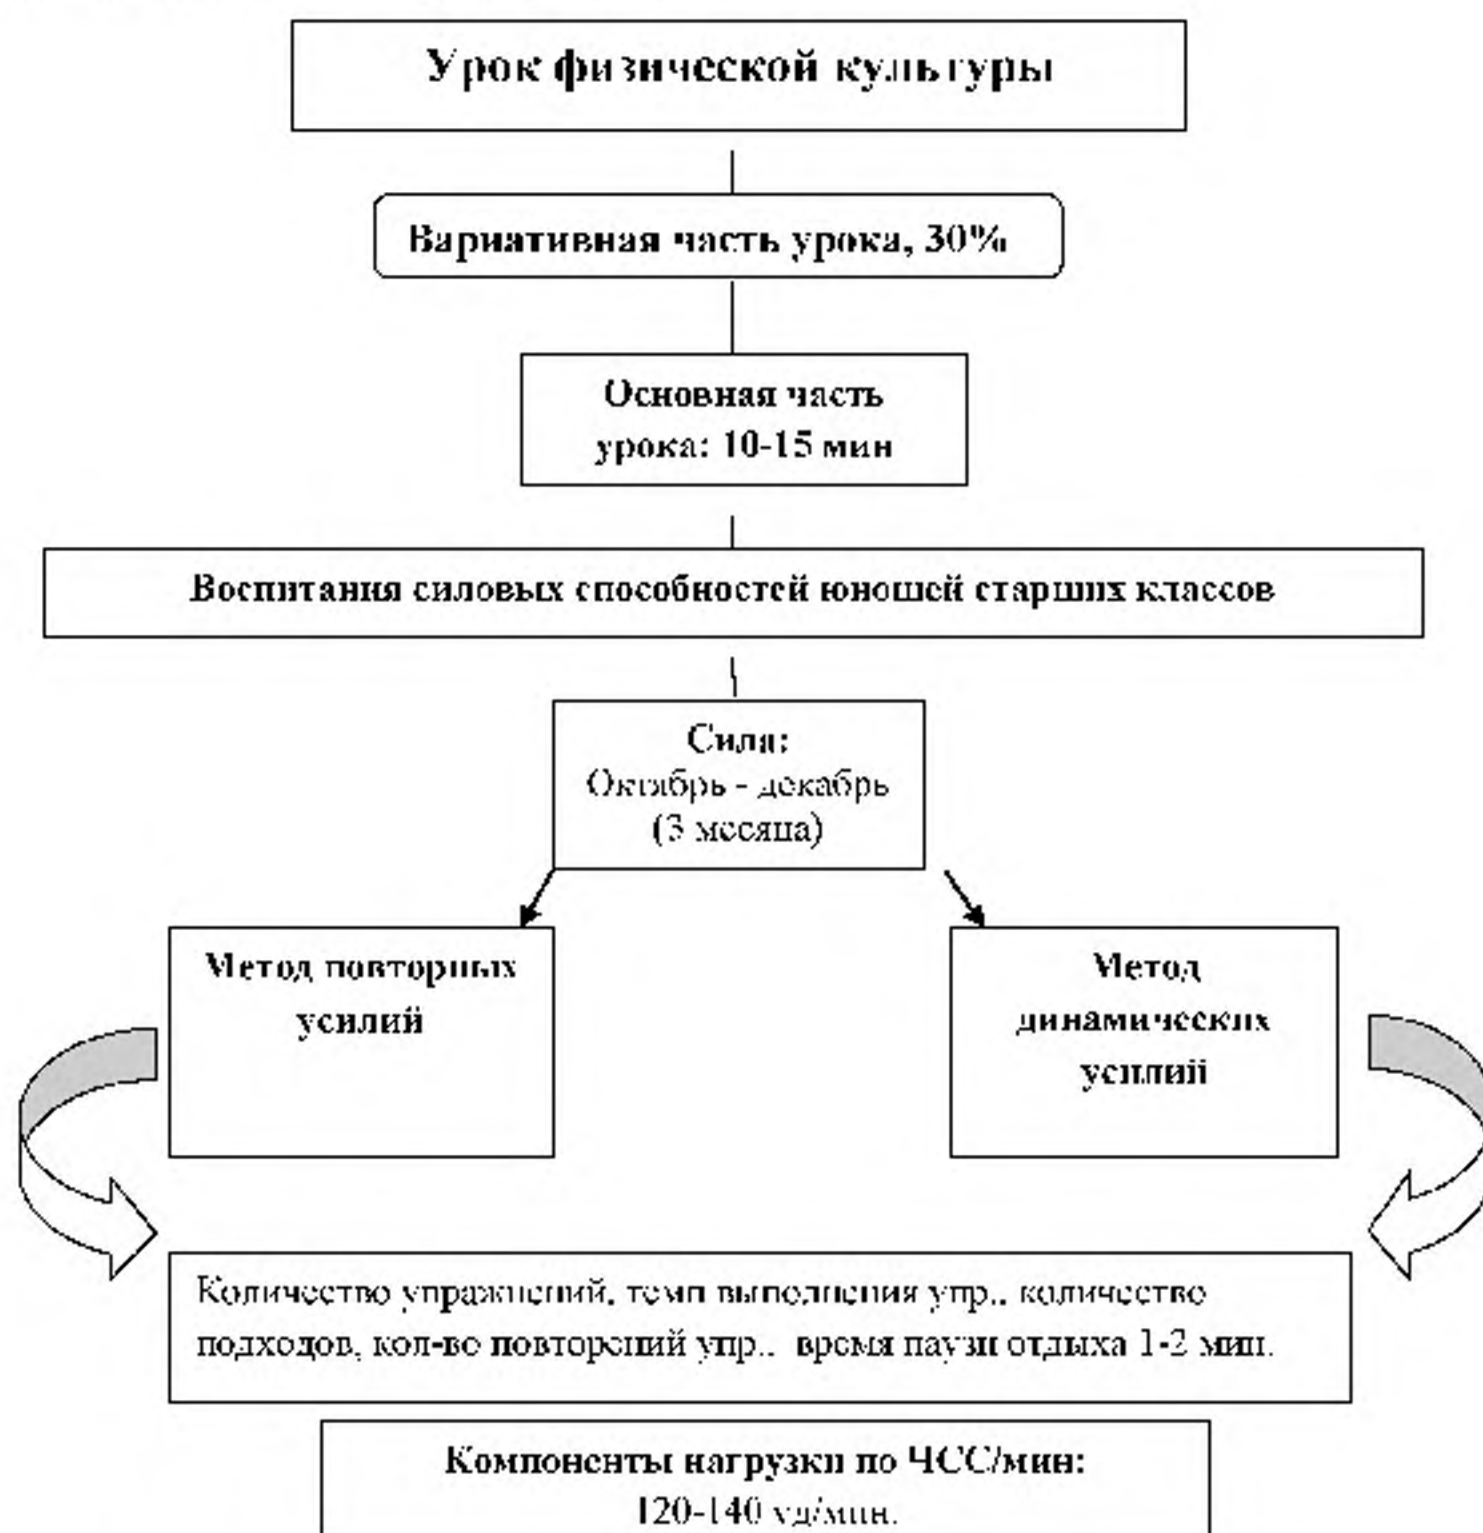 Урок физической культуры
Вариативная часть урока, 30%
Основная часть
урока: 10-15 мин
Воспитания силовых способностей юношей старших классов
Сила:
Октябрь - декабрь
(3 месяца)
Метод повторных
усилий
Метод
динамических
усилий
Количество упражнений, темп выполнения упр., количество
подходов, кол-во повторений упр., время паузы отдыха 1-2 мин.
Компоненты нагрузки по ЧСС/мин:
120-140 уд/мин.